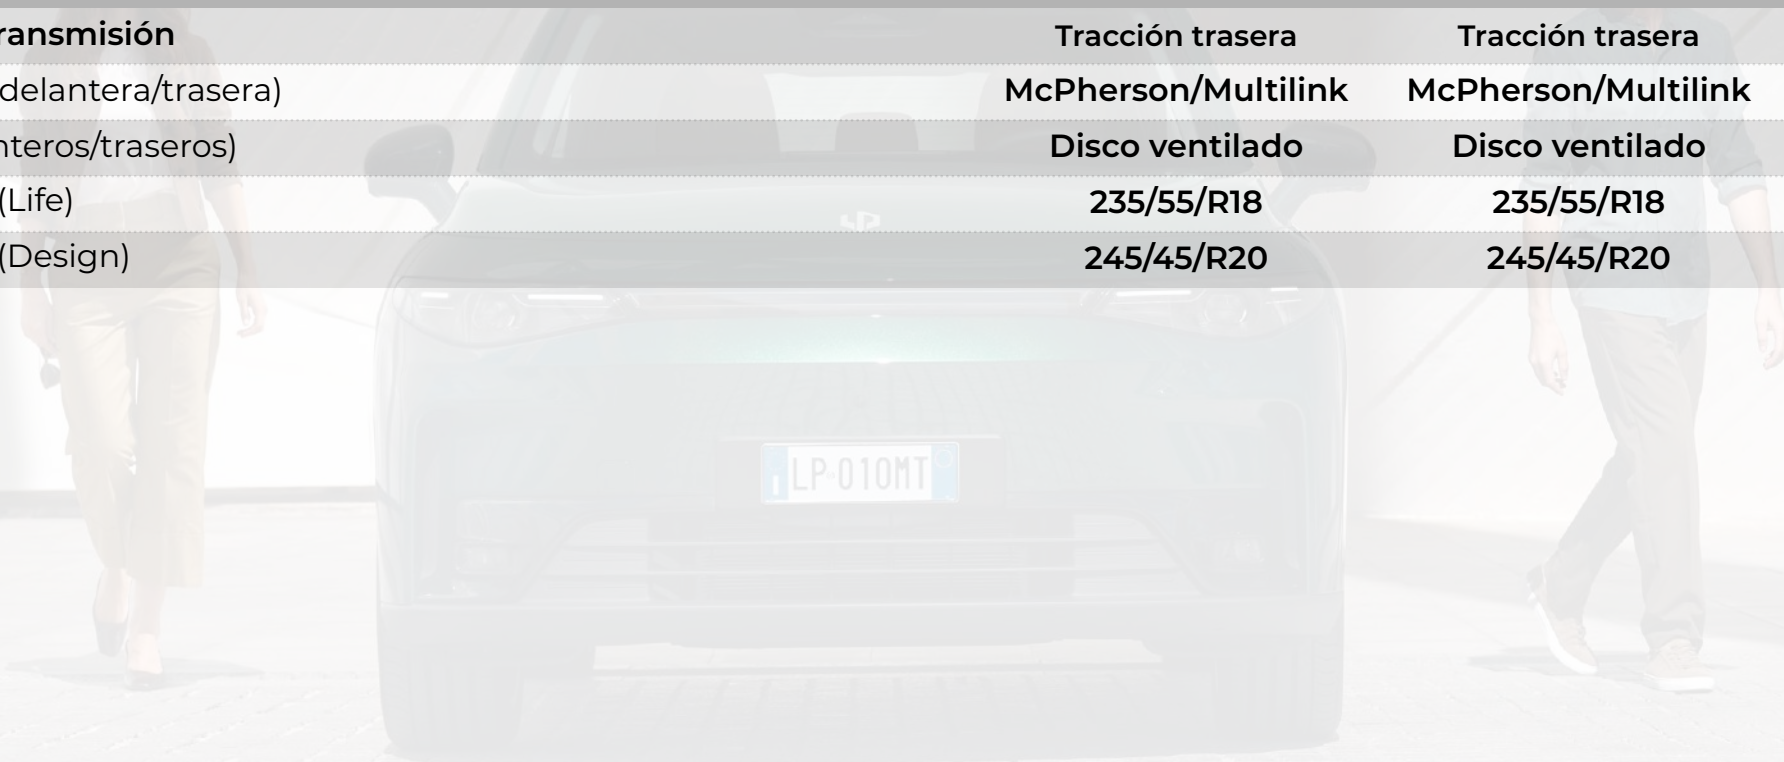 ransmisión Tracción trasera Tracción trasera
delantera/trasera) McPherson/Multilink McPherson/Multilink
nteros/traseros) Disco ventilado Disco ventilado
(Life) 235/55/R18 235/55/R18
(Design) 245/45/R20 245/45/R20
LP-010MT